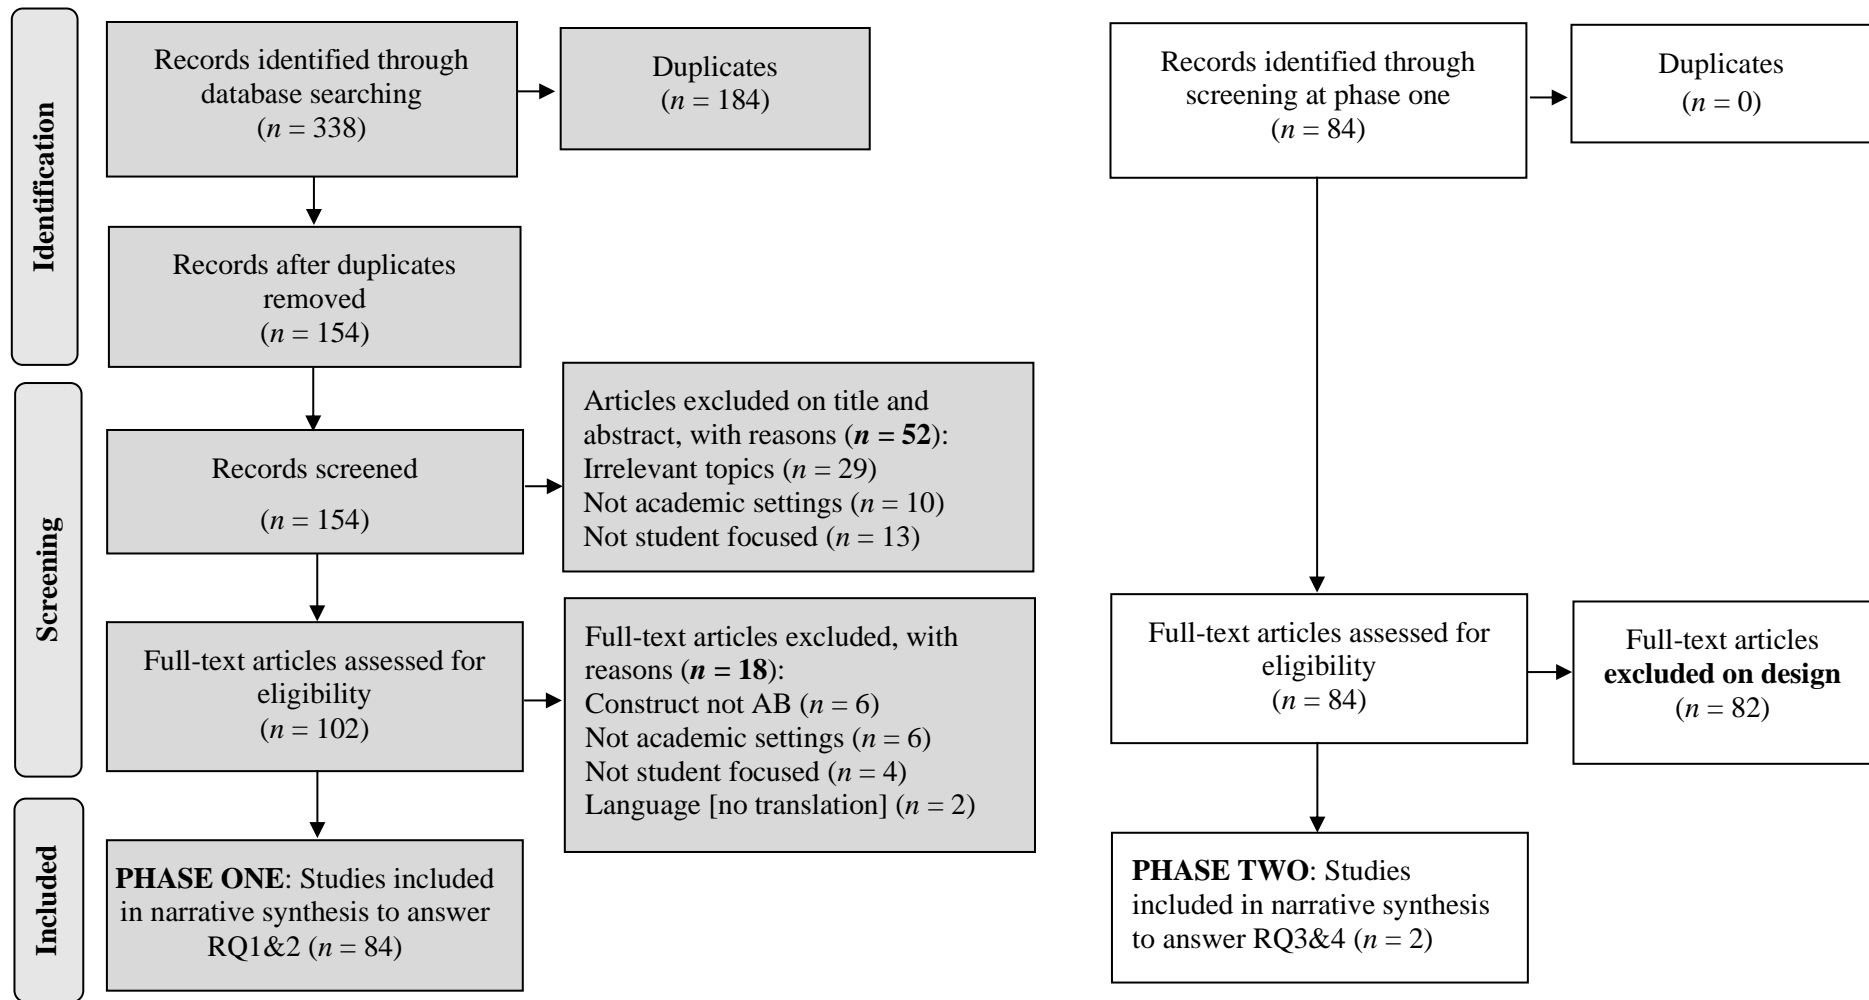 Identification
Records identified through
database searching
(n = 338)
Duplicates
(n = 184)
Records after duplicates
removed
(n = 154)
Screening
Records screened
(n = 154)
Articles excluded on title and
abstract, with reasons (n = 52):
Irrelevant topics (n = 29)
Not academic settings (n = 10)
Not student focused (n = 13)
Full-text articles assessed for
eligibility
(n = 102)
Full-text articles excluded, with
reasons (n = 18):
Construct not AB (n = 6)
Not academic settings (n = 6)
Not student focused (n = 4)
Language [no translation] (n = 2)
Included
PHASE ONE: Studies included
in narrative synthesis to answer
RQ1&2 (n = 84)
Records identified through
screening at phase one
(n = 84)
Duplicates
(n = 0)
Full-text articles assessed for
eligibility
(n = 84)
Full-text articles
excluded on design
(n = 82)
PHASE TWO: Studies
included in narrative synthesis
to answer RQ3&4 (n = 2)